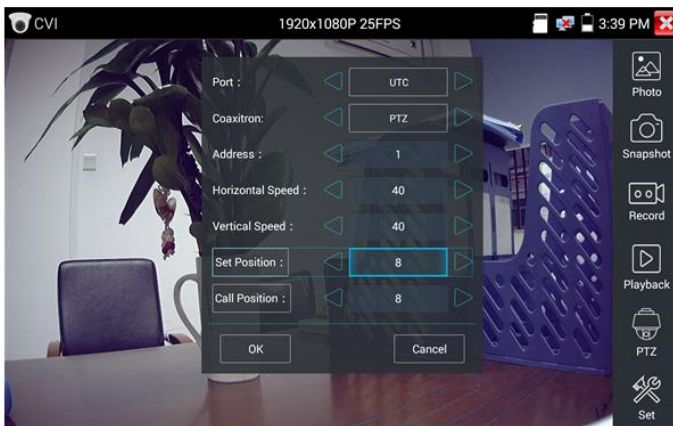 CVI 1920x1080P 25FPS 3:39 PM
Port : UTC
Coaxitron: PTZ
Address : 1
Horizontal Speed : 40
Vertical Speed : 40
Set Position : 8
Call Position : 8
OK Cancel
Photo
Snapshot
Record
Playback
PTZ
Set